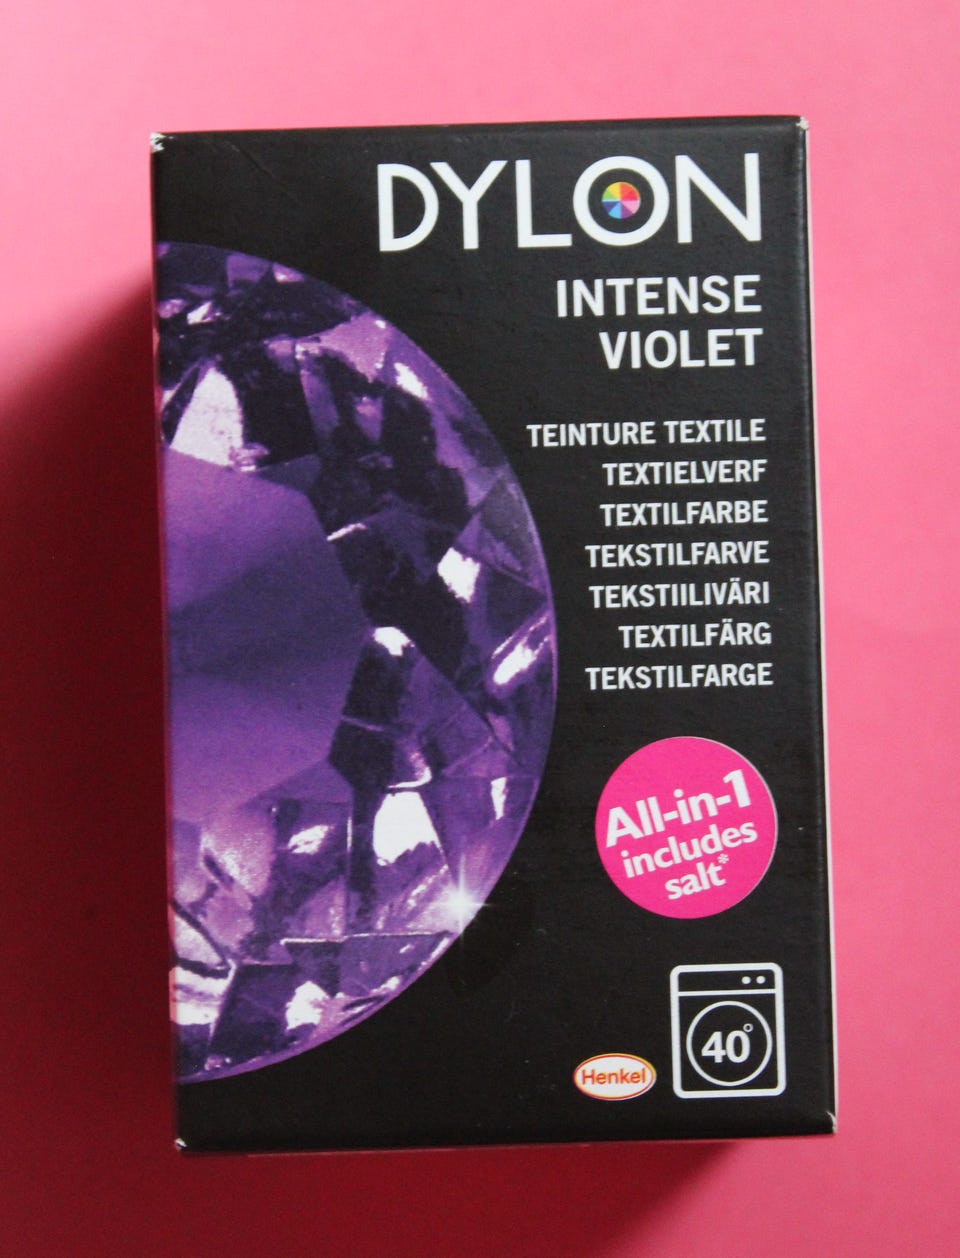 DYLON
INTENSE
VIOLET
TEINTURE TEXTILE
TEXTIELVERF
TEXTILFARBE
TEKSTILFARVE
TEKSTIILIVÄRI
TEXTILFÄRG
TEKSTILFARGE
All-in-1
includes
salt*
40°
Henkel